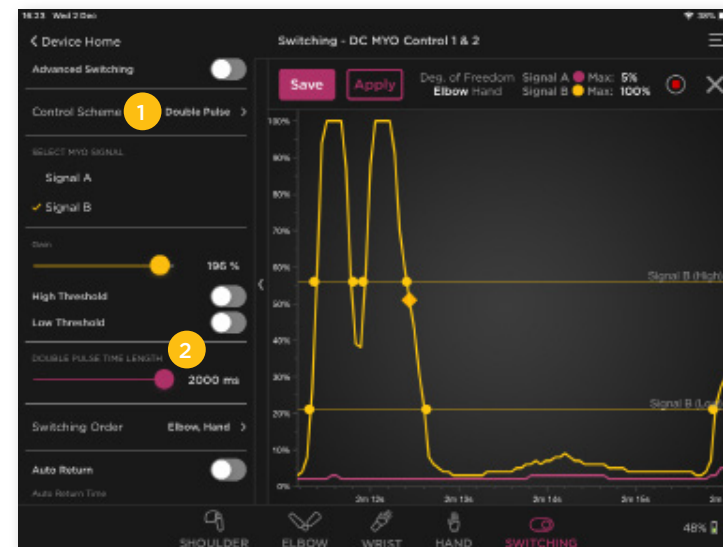 16:23 Wed 2 Dec
38%
Device Home
Switching - DC MYO Control 1 & 2
Advanced Switching
Save
Apply
Deg. of Freedom
Elbow Hand
Signal A Max: 5%
Signal B Max: 100%
Control Scheme
1
Double Pulse
SELECT MYO SIGNAL
Signal A
Signal B
Gain
196 %
High Threshold
Low Threshold
DOUBLE PULSE TIME LENGTH
2
2000 ms
Switching Order
Elbow, Hand
Auto Return
Auto Return Time
100%
90%
80%
70%
60%
50%
40%
30%
20%
10%
0%
Signal B (High)
Signal B (Low)
2m 12s
2m 13s
2m 14s
2m 15s
2m
SHOULDER
ELBOW
WRIST
HAND
SWITCHING
48%